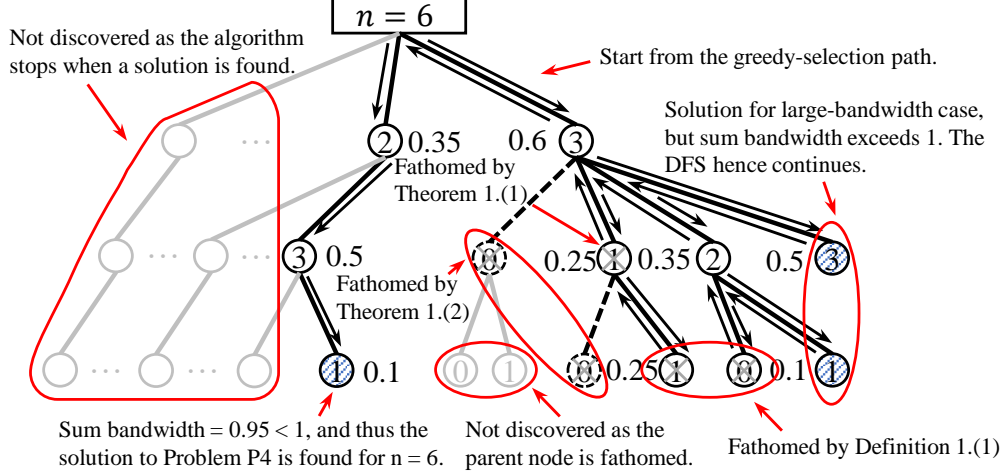 n = 6
Not discovered as the algorithm
stops when a solution is found.
Start from the greedy-selection path.
Solution for large-bandwidth case,
but sum bandwidth exceeds 1. The
DFS hence continues.
... 2 0.35 0.6 3
Fathomed by
Theorem 1.(1)
... ... 3 0.5 0 0.25 1 0.35 2 0.5 3
Fathomed by
Theorem 1.(2)
... ... 1 0.1 0 1 0 0.25 1 0 0.1 1
Sum bandwidth = 0.95 < 1, and thus the
solution to Problem P4 is found for n = 6.
Not discovered as the
parent node is fathomed.
Fathomed by Definition 1.(1)